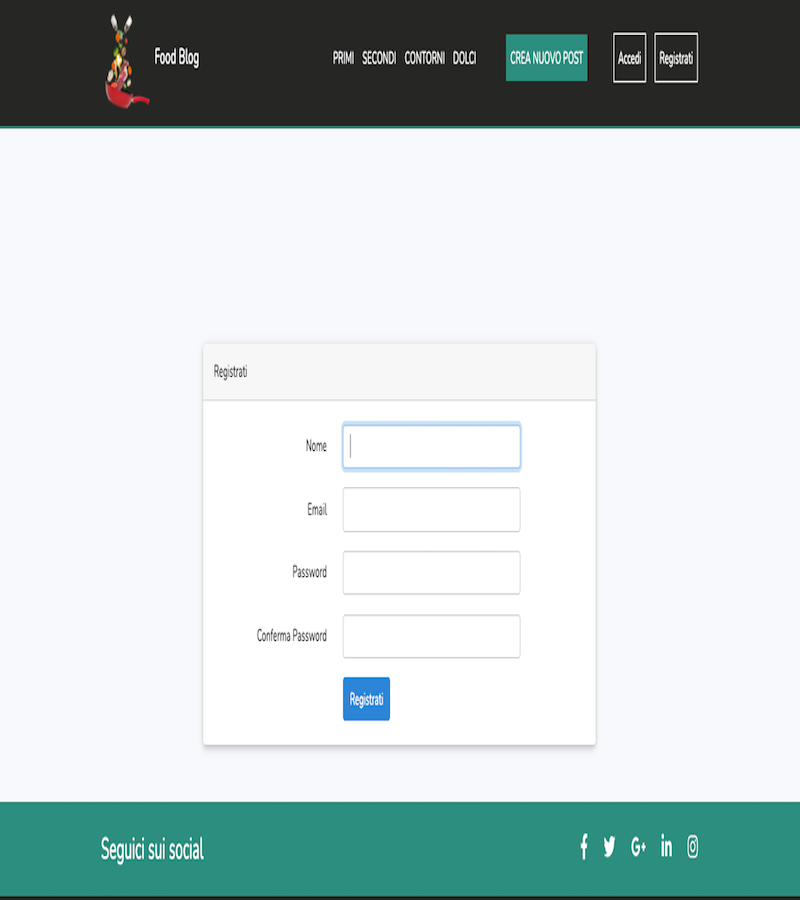 Food Blog
PRIMI SECONDI CONTORNI DOLCI CREA NUOVO POST Accedi Registrati
Registrati
Nome
Email
Password
Conferma Password
Registrati
Seguici sui social